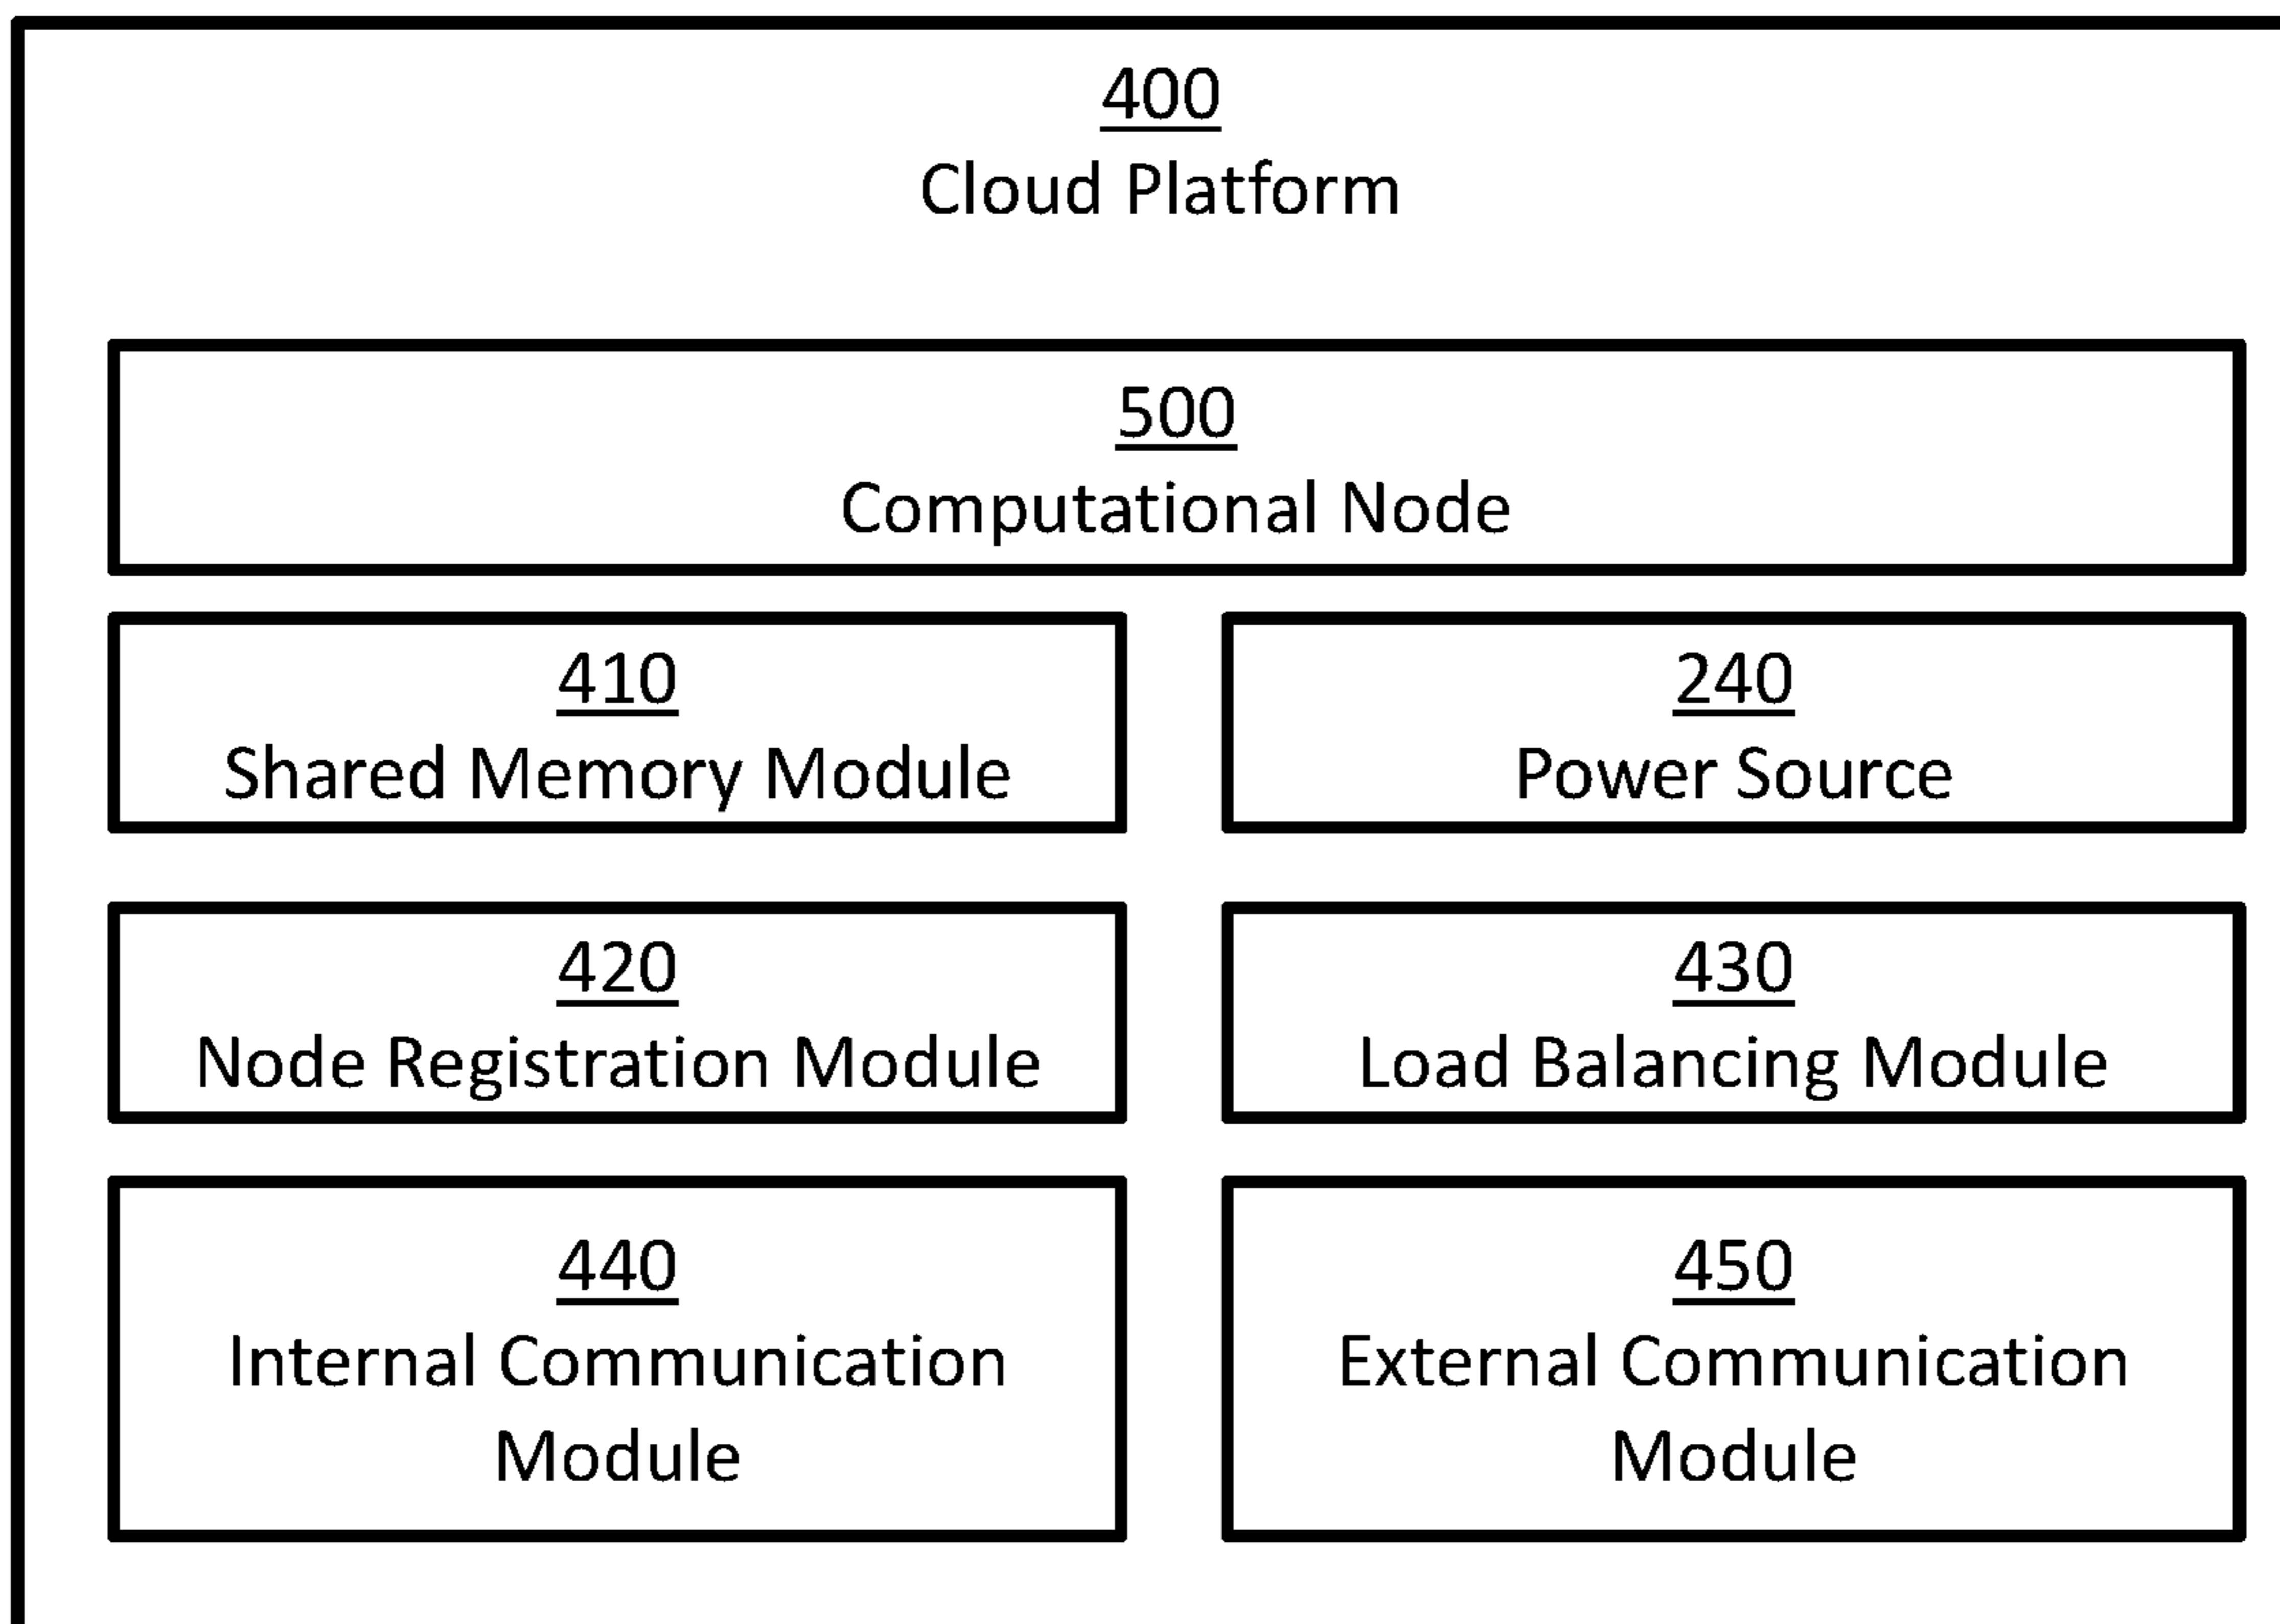 400
Cloud Platform
500
Computational Node
410
Shared Memory Module
240
Power Source
420
Node Registration Module
430
Load Balancing Module
440
Internal Communication
Module
450
External Communication
Module